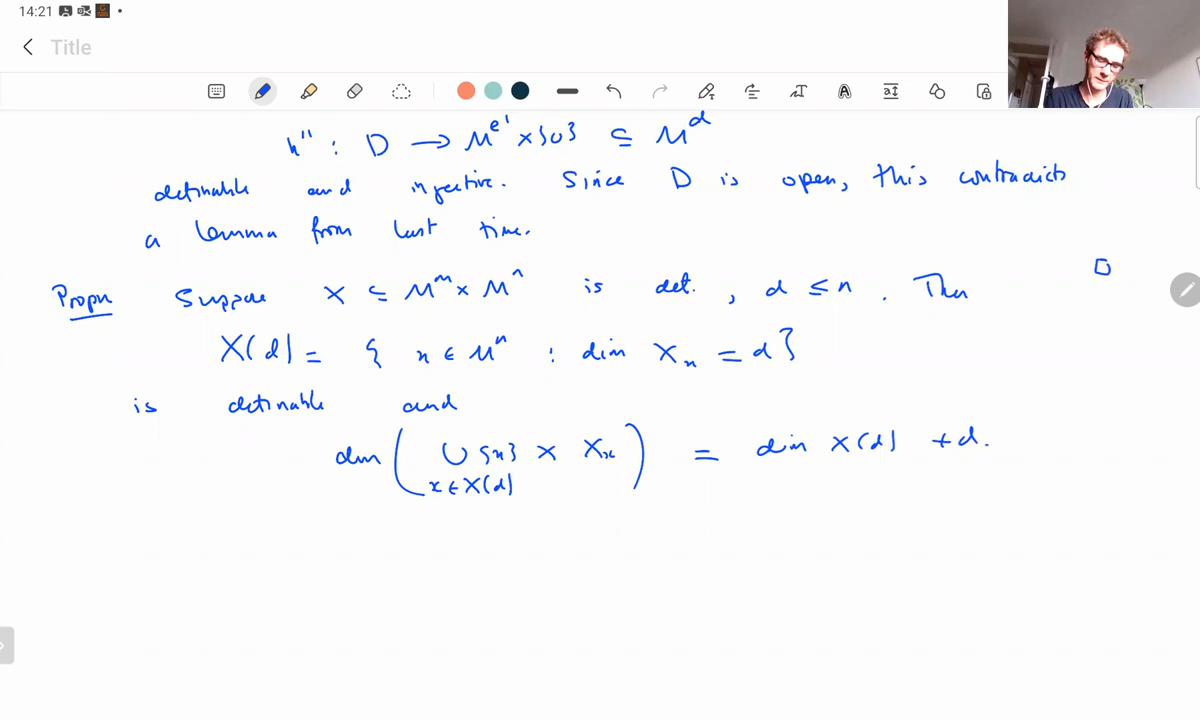 14:21
Title
h'' : D → M^{e'} × {0} ⊆ M^d
definable and injective. Since D is open, this contradicts
a lemma from last time.
□
Propn Suppose X ⊆ M^m × M^n is def., d ≤ n. Then
X(d) = { x ∈ M^n : dim X_x = d }
is definable and
dim ( ∪ {x} × X_x ) = dim X(d) + d.
x ∈ X(d)